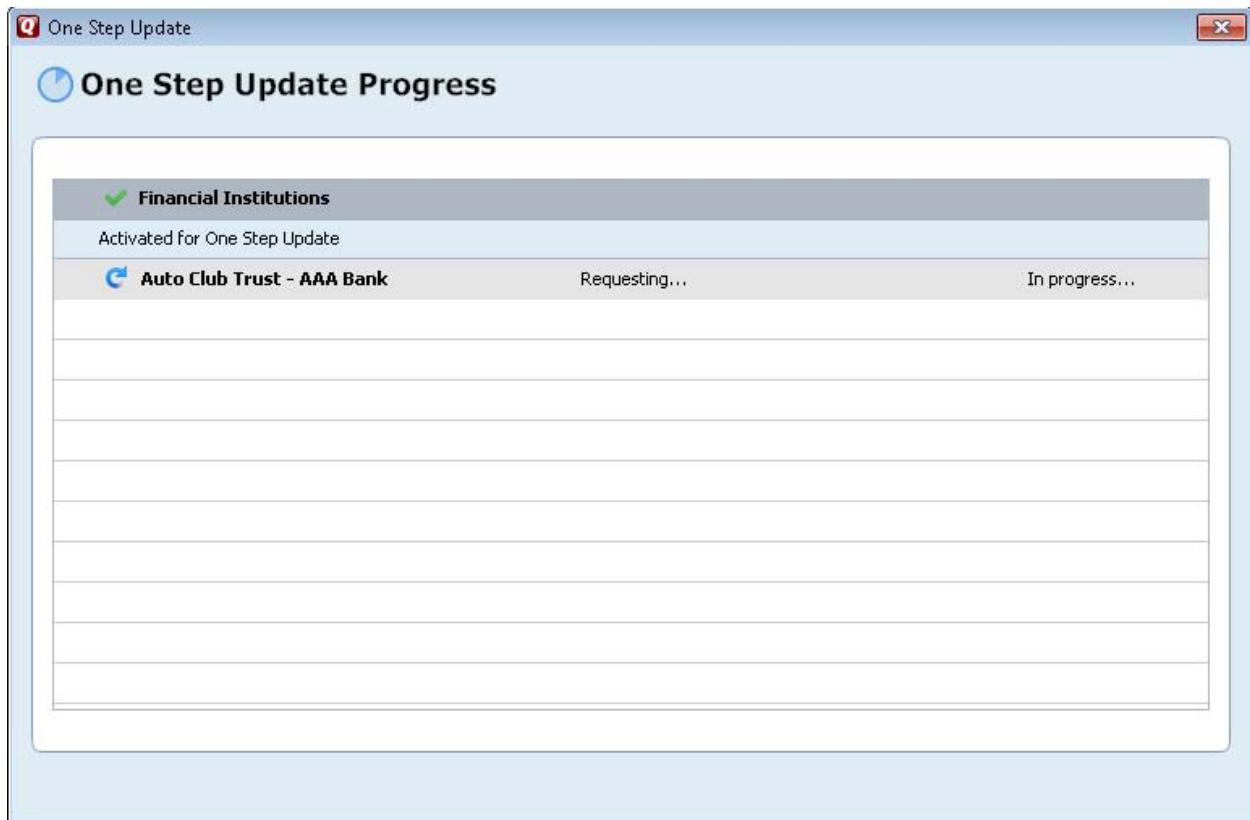 One Step Update
One Step Update Progress
Financial Institutions
Activated for One Step Update
Auto Club Trust - AAA Bank Requesting... In progress...